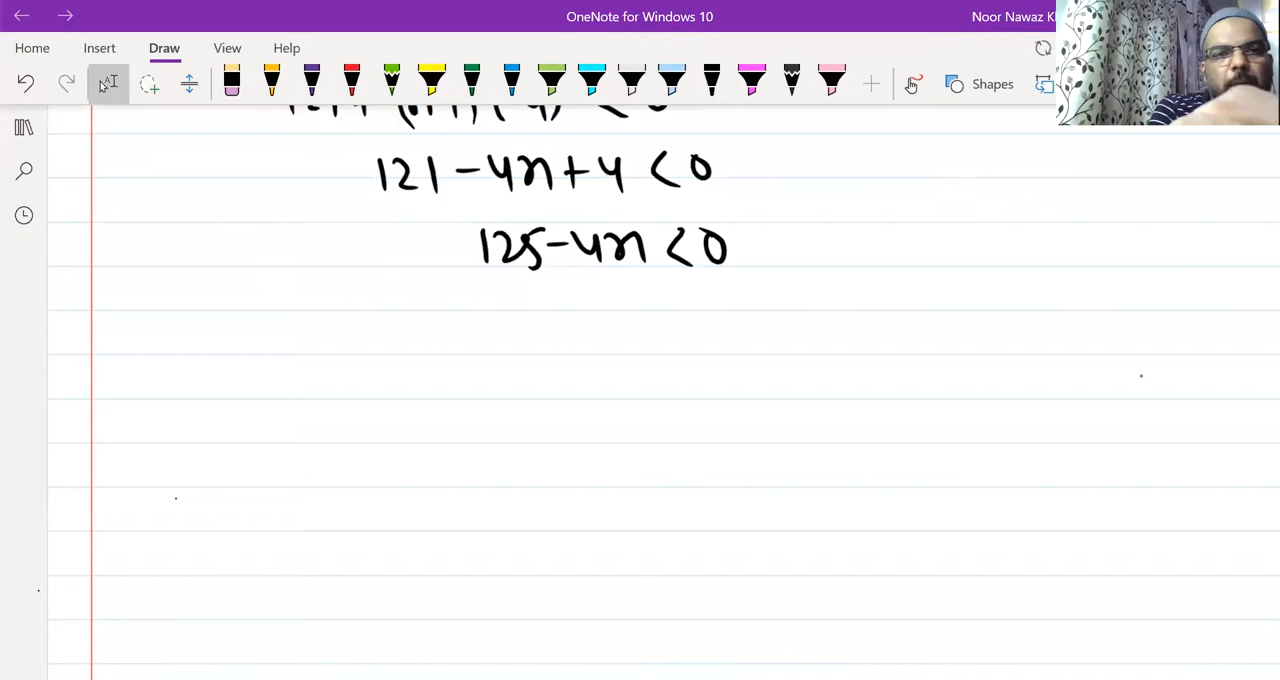 OneNote for Windows 10
Noor Nawaz Kh
Home Insert Draw View Help
Shapes
121 - 4n + 4 < 0
125 - 4n < 0